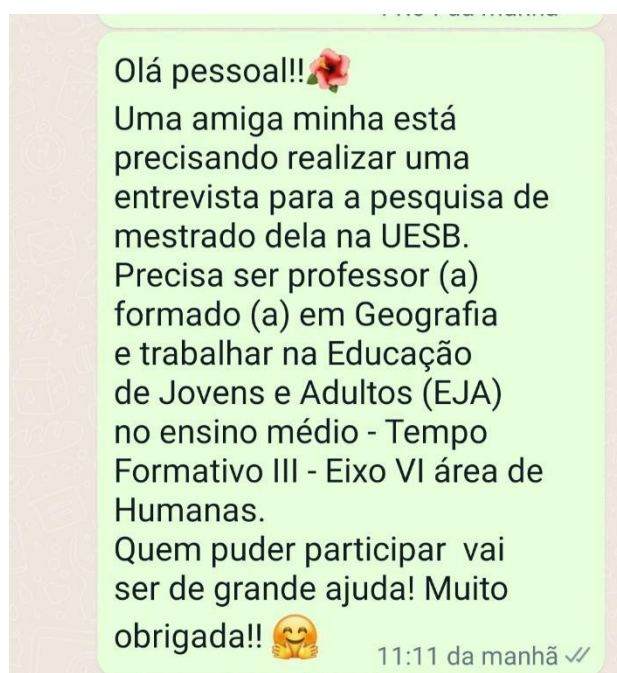 Olá pessoal!!🌺
Uma amiga minha está
precisando realizar uma
entrevista para a pesquisa de
mestrado dela na UESB.
Precisa ser professor (a)
formado (a) em Geografia
e trabalhar na Educação
de Jovens e Adultos (EJA)
no ensino médio - Tempo
Formativo III - Eixo VI área de
Humanas.
Quem puder participar  vai
ser de grande ajuda! Muito
obrigada!! 🤗
11:11 da manhã